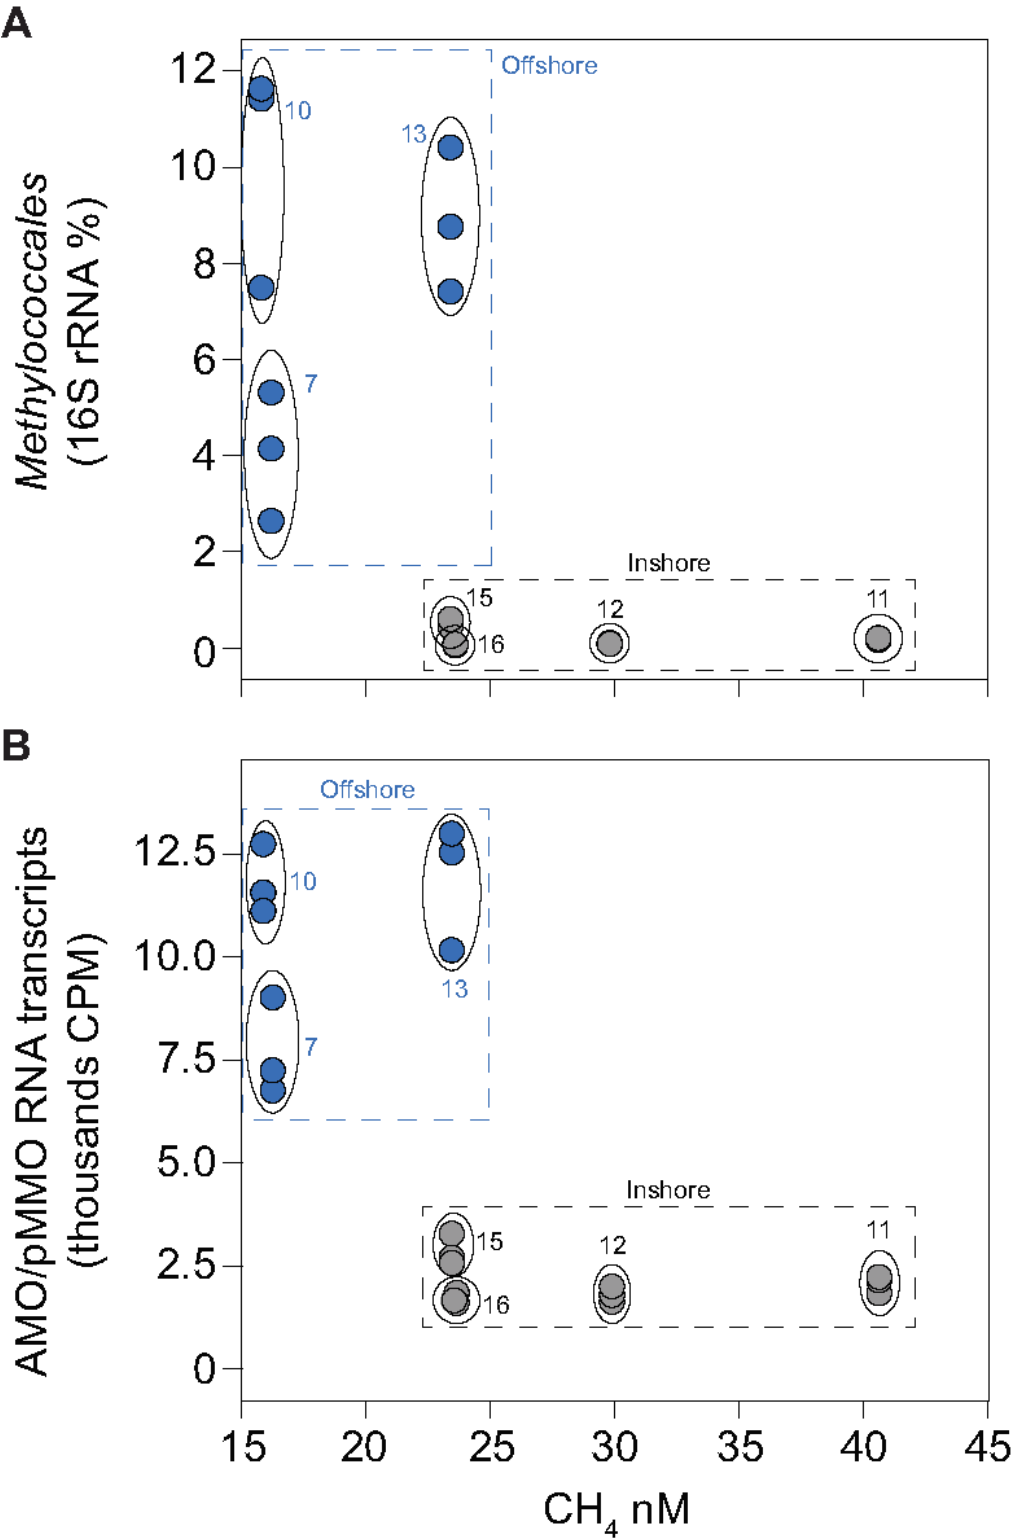 A
Offshore
12
10
13
10
Methylococcales
(16S rRNA %)
8
6
7
4
2
Inshore
15
12
11
16
0
B
Offshore
AMO/pMMO RNA transcripts
(thousands CPM)
12.5
10
10.0
13
7
7.5
5.0
Inshore
2.5
15
12
11
16
0
15 20 25 30 35 40 45
CH₄ nM